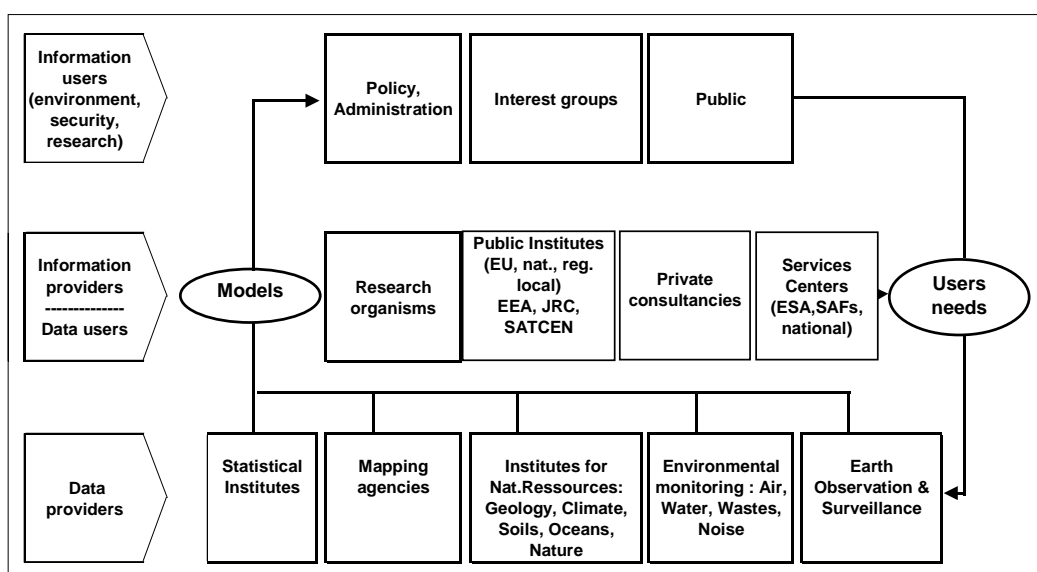 Information
users
(environment,
security,
research)
Policy,
Administration
Interest groups
Public
Information
providers
--------------
Data users
Models
Research
organisms
Public Institutes
(EU, nat., reg.
local)
EEA, JRC,
SATCEN
Private
consultancies
Services
Centers
(ESA,SAFs,
national)
Users
needs
Data
providers
Statistical
Institutes
Mapping
agencies
Institutes for
Nat.Ressources:
Geology, Climate,
Soils, Oceans,
Nature
Environmental
monitoring : Air,
Water, Wastes,
Noise
Earth
Observation &
Surveillance